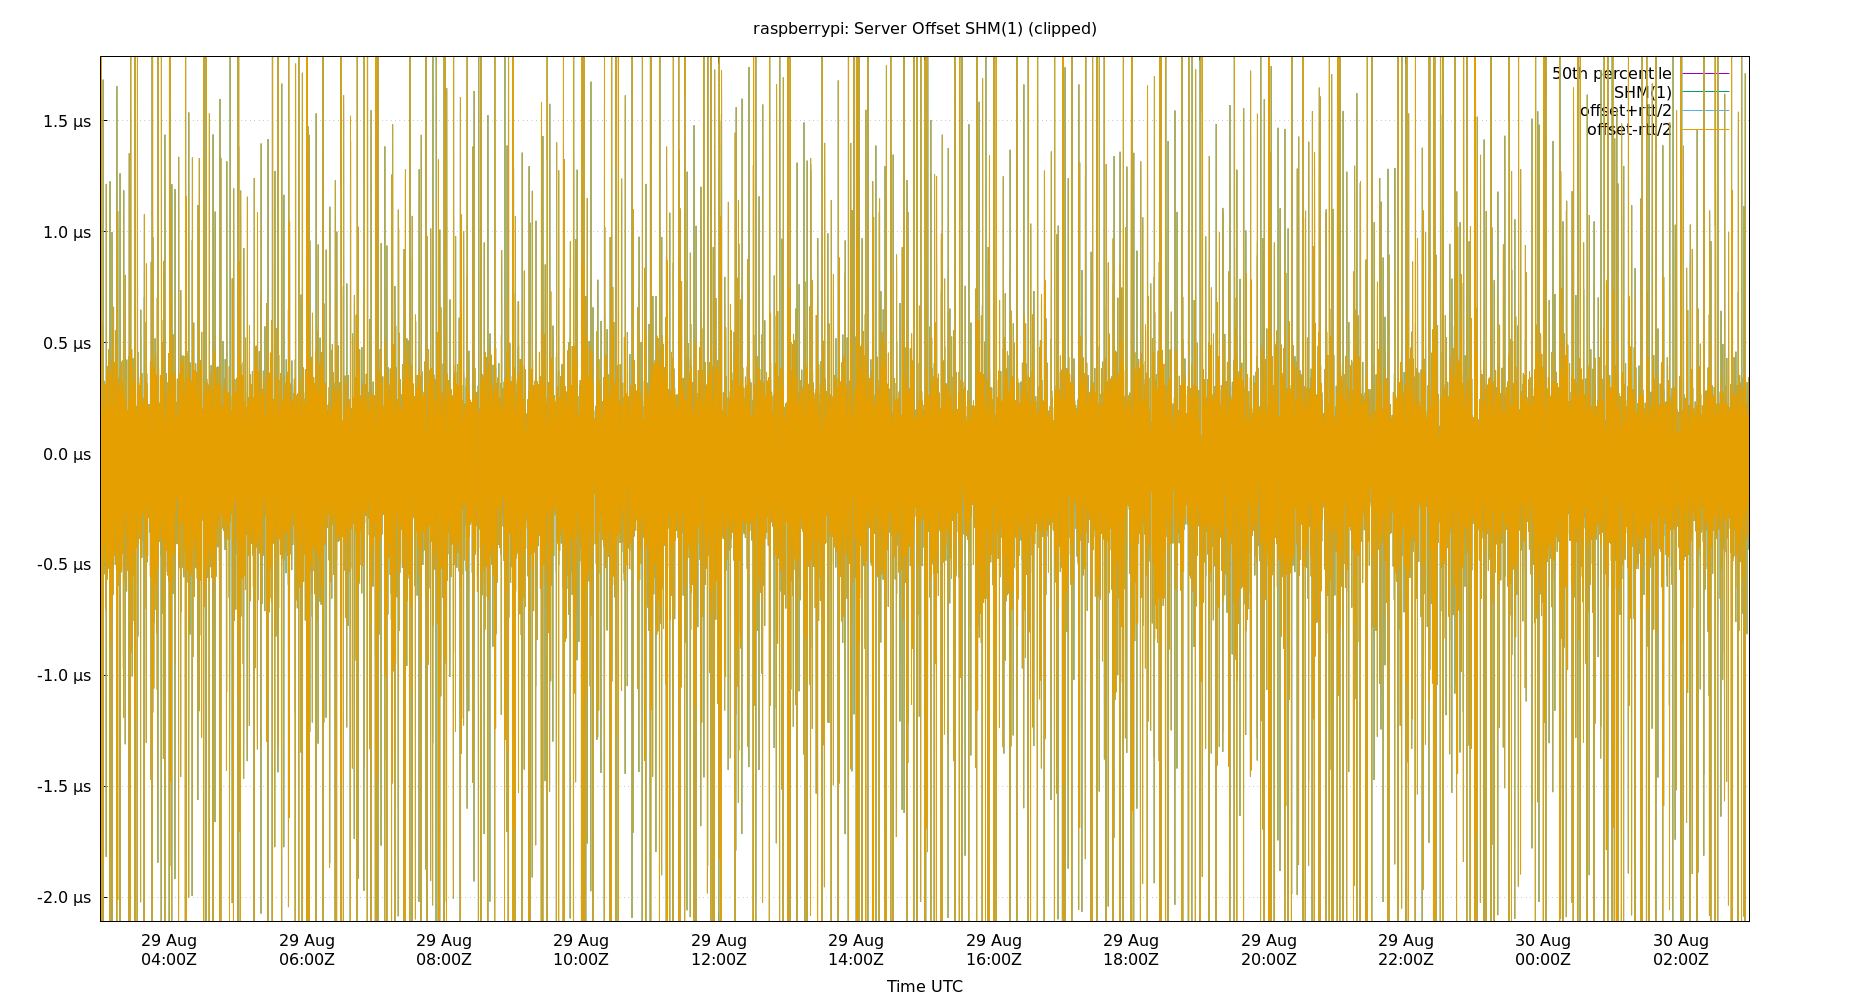 raspberrypi: Server Offset SHM(1) (clipped)
50th percentile
SHM(1)
offset+rtt/2
offset-rtt/2
1.5 µs
1.0 µs
0.5 µs
0.0 µs
-0.5 µs
-1.0 µs
-1.5 µs
-2.0 µs
29 Aug 29 Aug 29 Aug 29 Aug 29 Aug 29 Aug 29 Aug 29 Aug 29 Aug 29 Aug 30 Aug 30 Aug
04:00Z 06:00Z 08:00Z 10:00Z 12:00Z 14:00Z 16:00Z 18:00Z 20:00Z 22:00Z 00:00Z 02:00Z
Time UTC